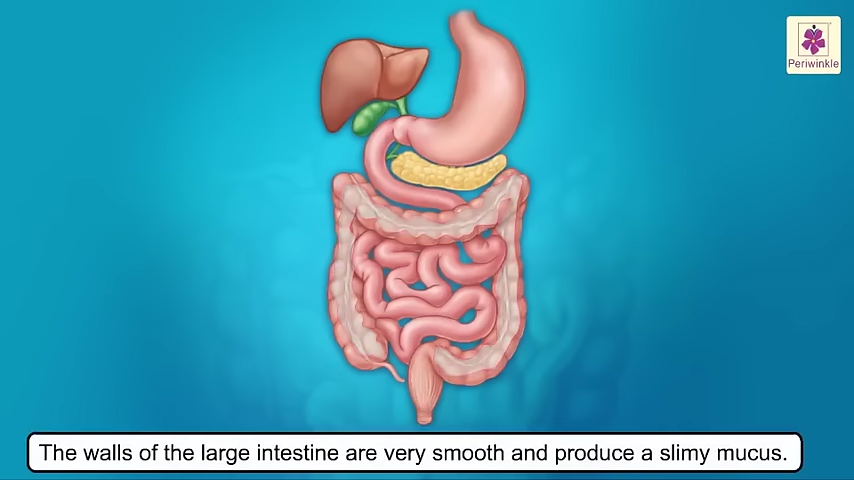 Periwinkle
The walls of the large intestine are very smooth and produce a slimy mucus.